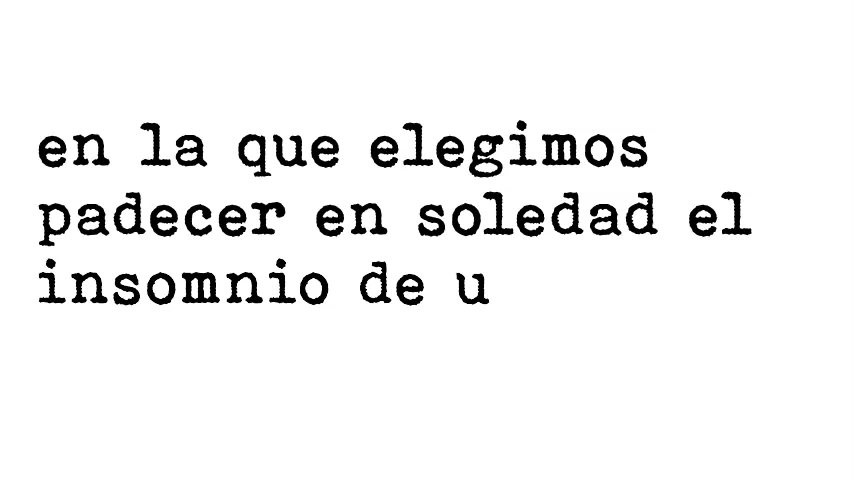 en la que elegimos
padecer en soledad el
insomnio de u